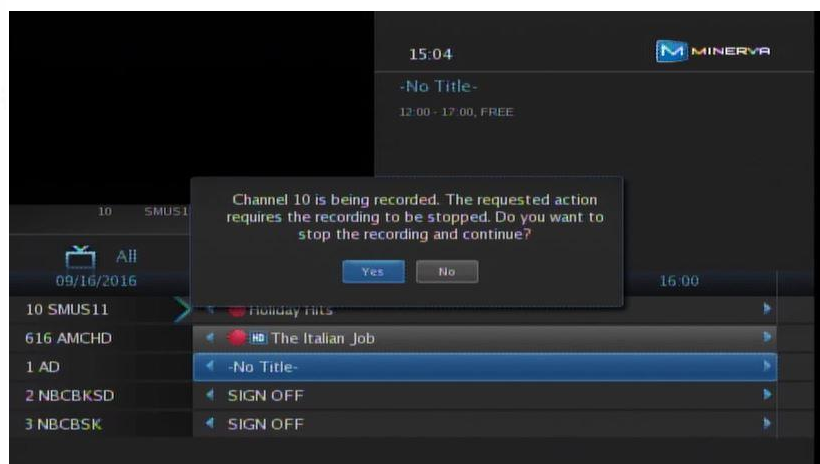 15:04
MINERVA
-No Title-
12:00 - 17:00, FREE
10 SMUS1
Channel 10 is being recorded. The requested action
requires the recording to be stopped. Do you want to
stop the recording and continue?
Yes No
All
09/16/2016 16:00
10 SMUS11 Holiday Hits
616 AMCHD HD The Italian Job
1 AD -No Title-
2 NBCBKSD SIGN OFF
3 NBCBSK SIGN OFF